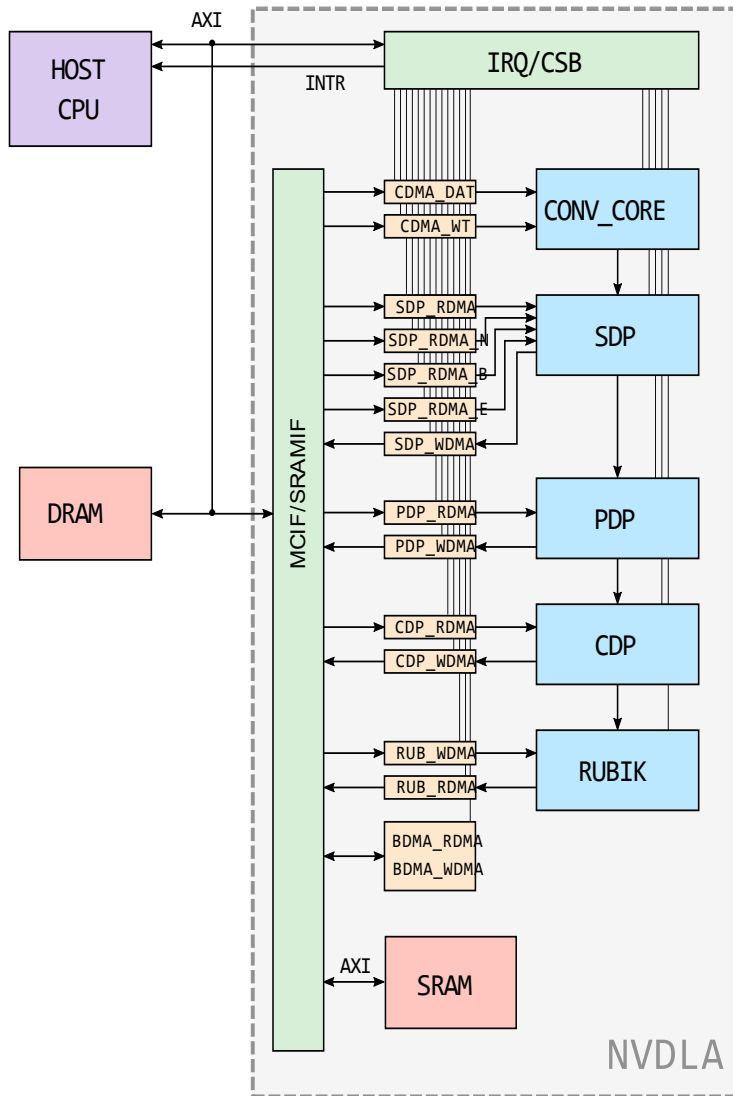 AXI
HOST
CPU
INTR
IRQ/CSB
CDMA_DAT
CDMA_WT
CONV_CORE
SDP_RDMA
SDP_RDMA_N
SDP_RDMA_B
SDP_RDMA_E
SDP_WDMA
SDP
DRAM
MCIF/SRAMIF
PDP_RDMA
PDP_WDMA
PDP
CDP_RDMA
CDP_WDMA
CDP
RUB_WDMA
RUB_RDMA
RUBIK
BDMA_RDMA
BDMA_WDMA
AXI
SRAM
NVDLA